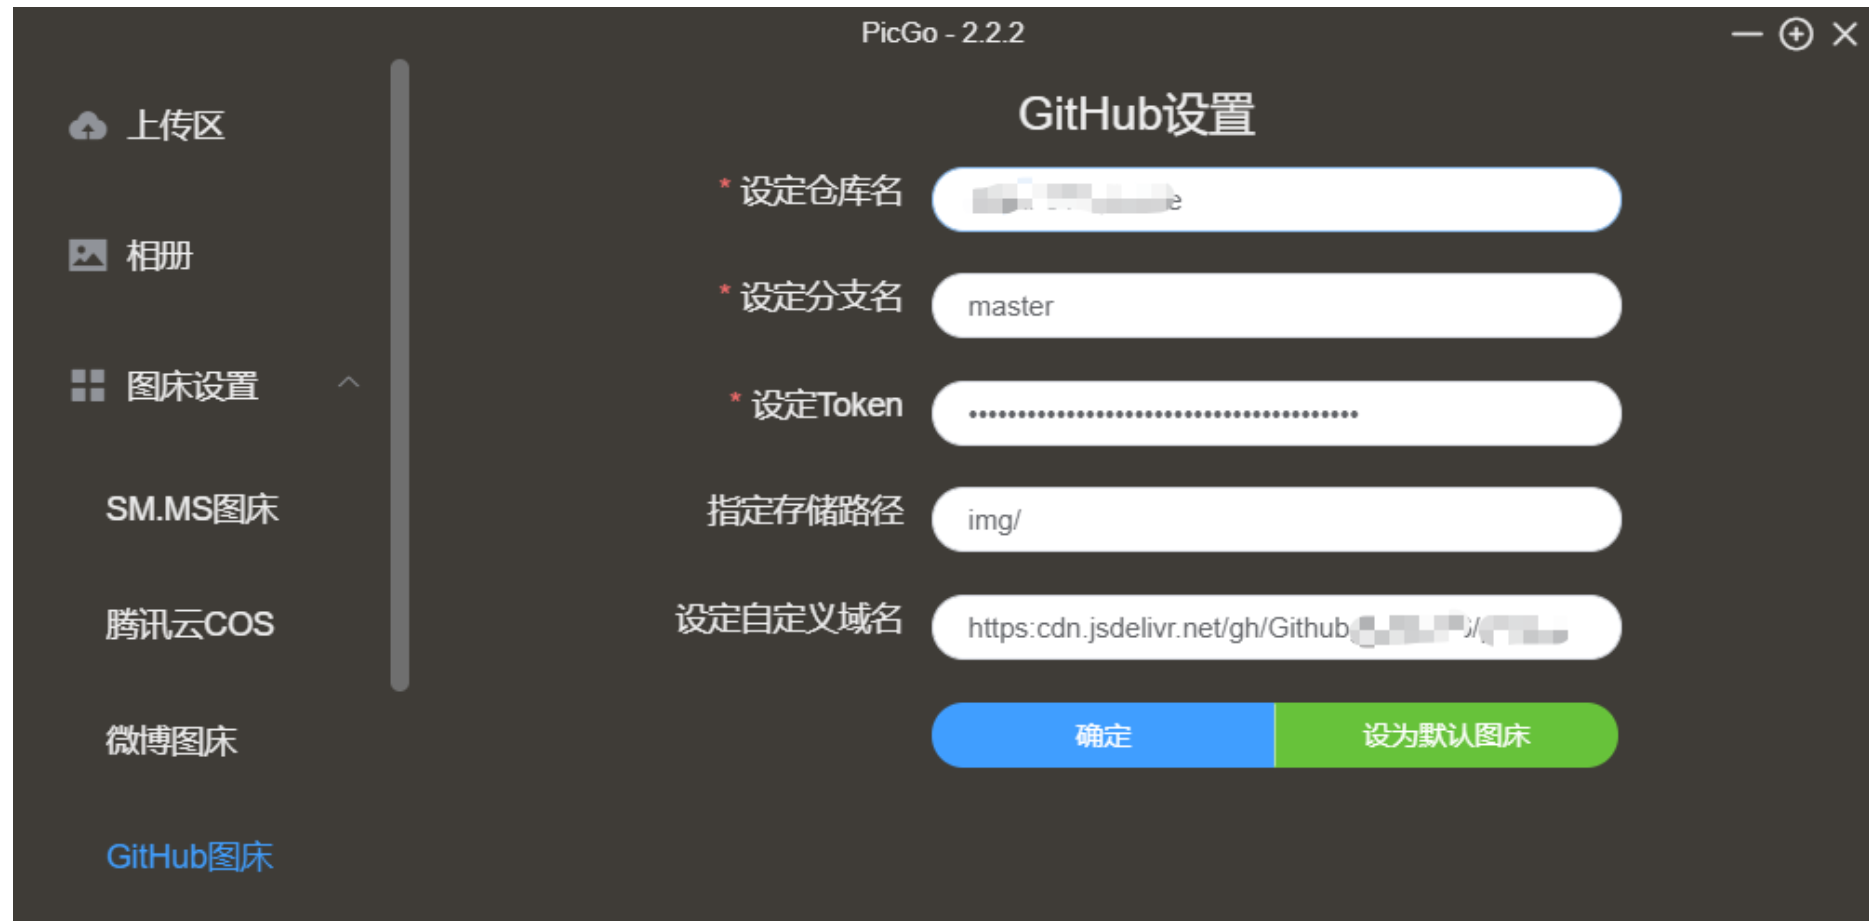 PicGo - 2.2.2
上传区
相册
图床设置
SM.MS图床
腾讯云COS
微博图床
GitHub图床
GitHub设置
* 设定仓库名
e
* 设定分支名
master
* 设定Token
••••••••••••••••••••••••••••••••••••••••
指定存储路径
img/
设定自定义域名
https:cdn.jsdelivr.net/gh/Github
确定
设为默认图床